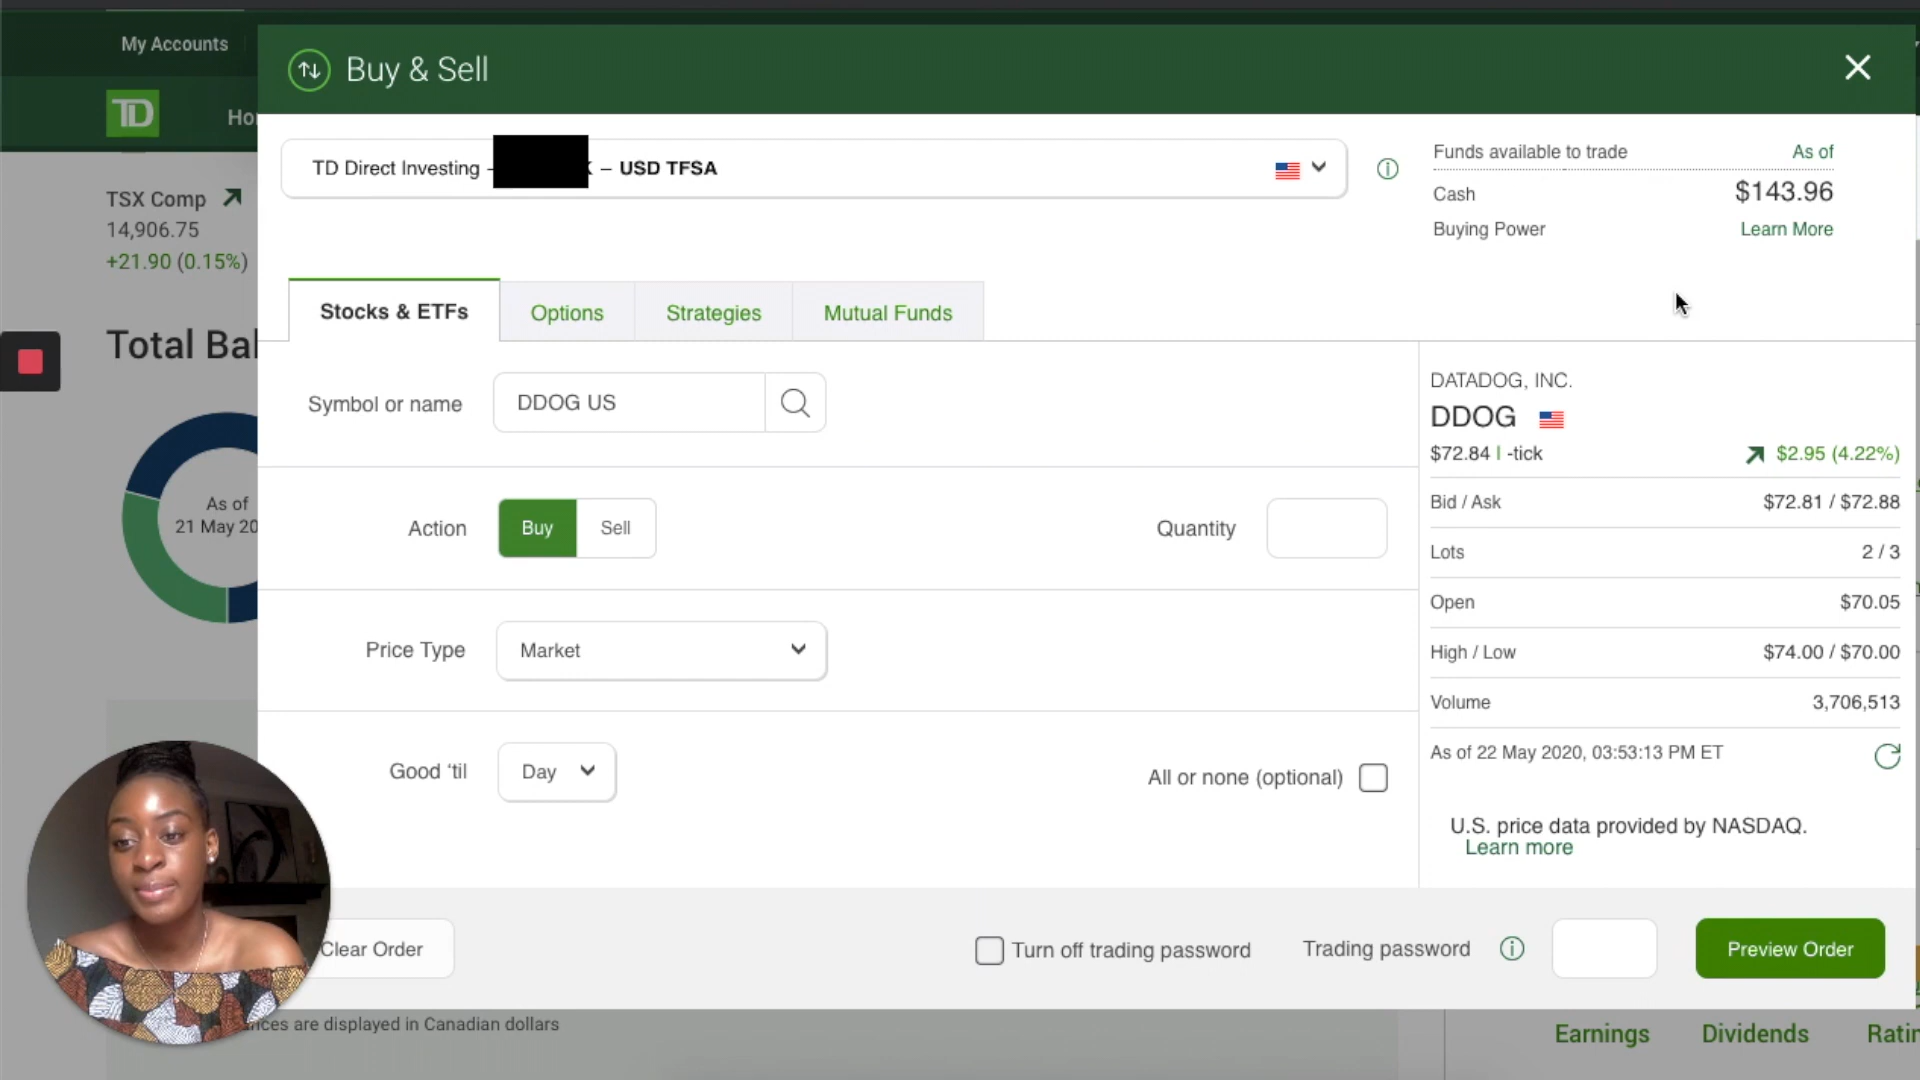 My Accounts
Buy & Sell
TD
TD Direct Investing - – USD TFSA
Funds available to trade As of
Cash $143.96
Buying Power Learn More
TSX Comp
14,906.75
+21.90 (0.15%)
Stocks & ETFs
Options
Strategies
Mutual Funds
Symbol or name DDOG US
DATADOG, INC.
DDOG
$72.84 | -tick $2.95 (4.22%)
Bid / Ask $72.81 / $72.88
Lots 2 / 3
Open $70.05
High / Low $74.00 / $70.00
Volume 3,706,513
As of 22 May 2020, 03:53:13 PM ET
U.S. price data provided by NASDAQ.
Learn more
Total
As of
21 May
Action Buy Sell Quantity
Price Type Market
Good 'til Day All or none (optional)
Clear Order
Turn off trading password
Trading password
Preview Order
are displayed in Canadian dollars
Earnings Dividends